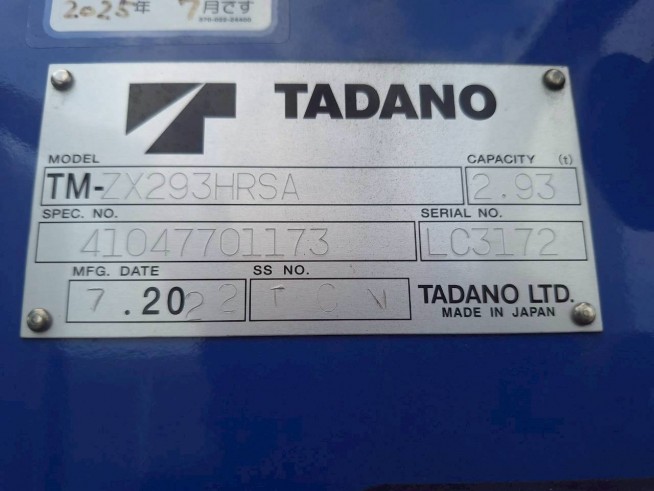 2025年 7月です
TADANO
MODEL
CAPACITY (t)
TM-ZX293HRSA
2.93
SPEC. NO.
SERIAL NO.
41047701173
LC3172
MFG. DATE
SS NO.
7.2022
TADANO LTD.
MADE IN JAPAN